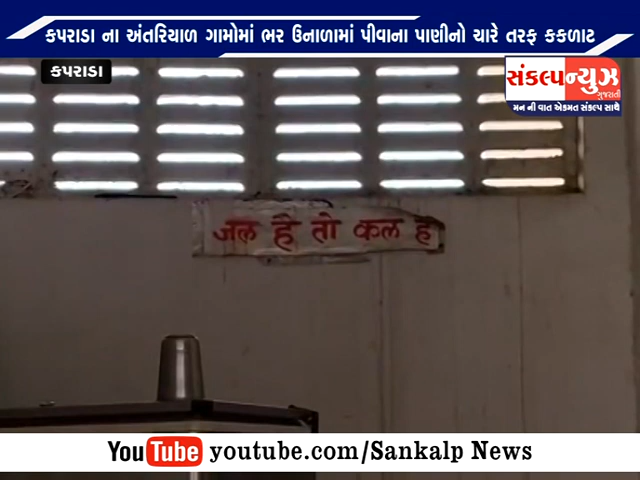 કપરાડા ના અંતરિયાળ ગામોમાં ભર ઉનાળામાં પીવાના પાણીનો ચારે તરફ કકળાટ
કપરાડા
સંકલ્પન્યુઝ
ગુજરાતી
મન ની વાત એકમત સંકલ્પ સાથે
जल है तो कल है
YouTube youtube.com/Sankalp News